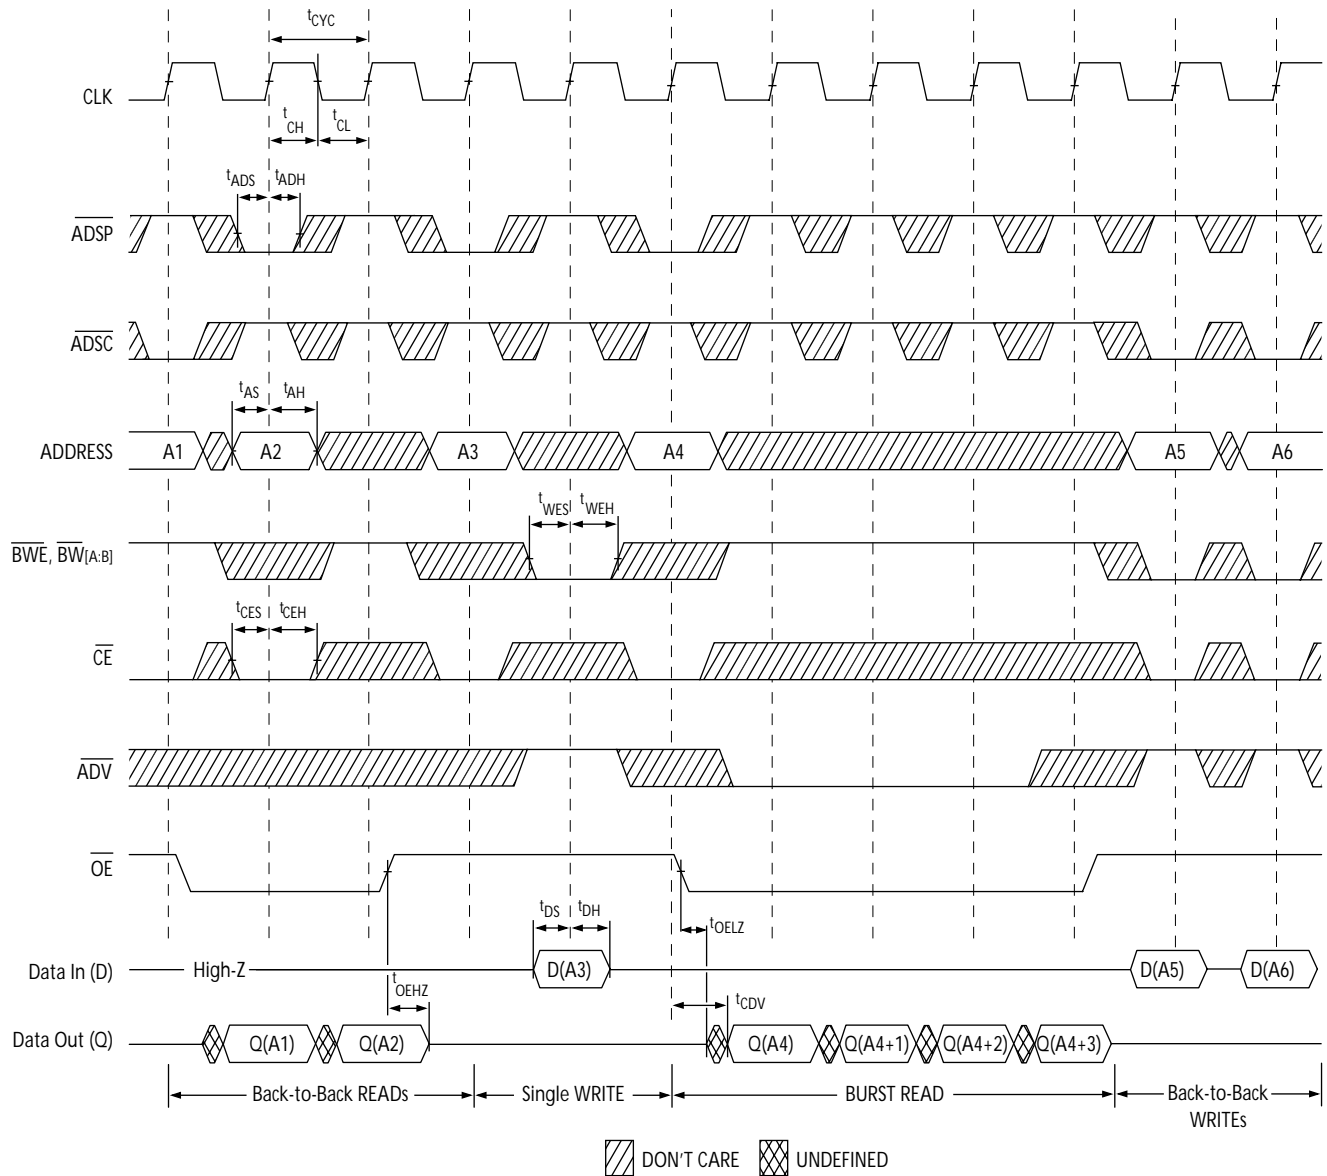 tCYC
CLK
tCH
tCL
tADS
tADH
ADSP
ADSC
tAS
tAH
ADDRESS
A1
A2
A3
A4
A5
A6
tWES
tWEH
BWE, BW[A:B]
tCES
tCEH
CE
ADV
OE
tDS
tDH
tOELZ
Data In (D)
High-Z
D(A3)
D(A5)
D(A6)
tOEHZ
tCDV
Data Out (Q)
Q(A1)
Q(A2)
Q(A4)
Q(A4+1)
Q(A4+2)
Q(A4+3)
Back-to-Back READs
Single WRITE
BURST READ
Back-to-Back
WRITEs
DON'T CARE
UNDEFINED